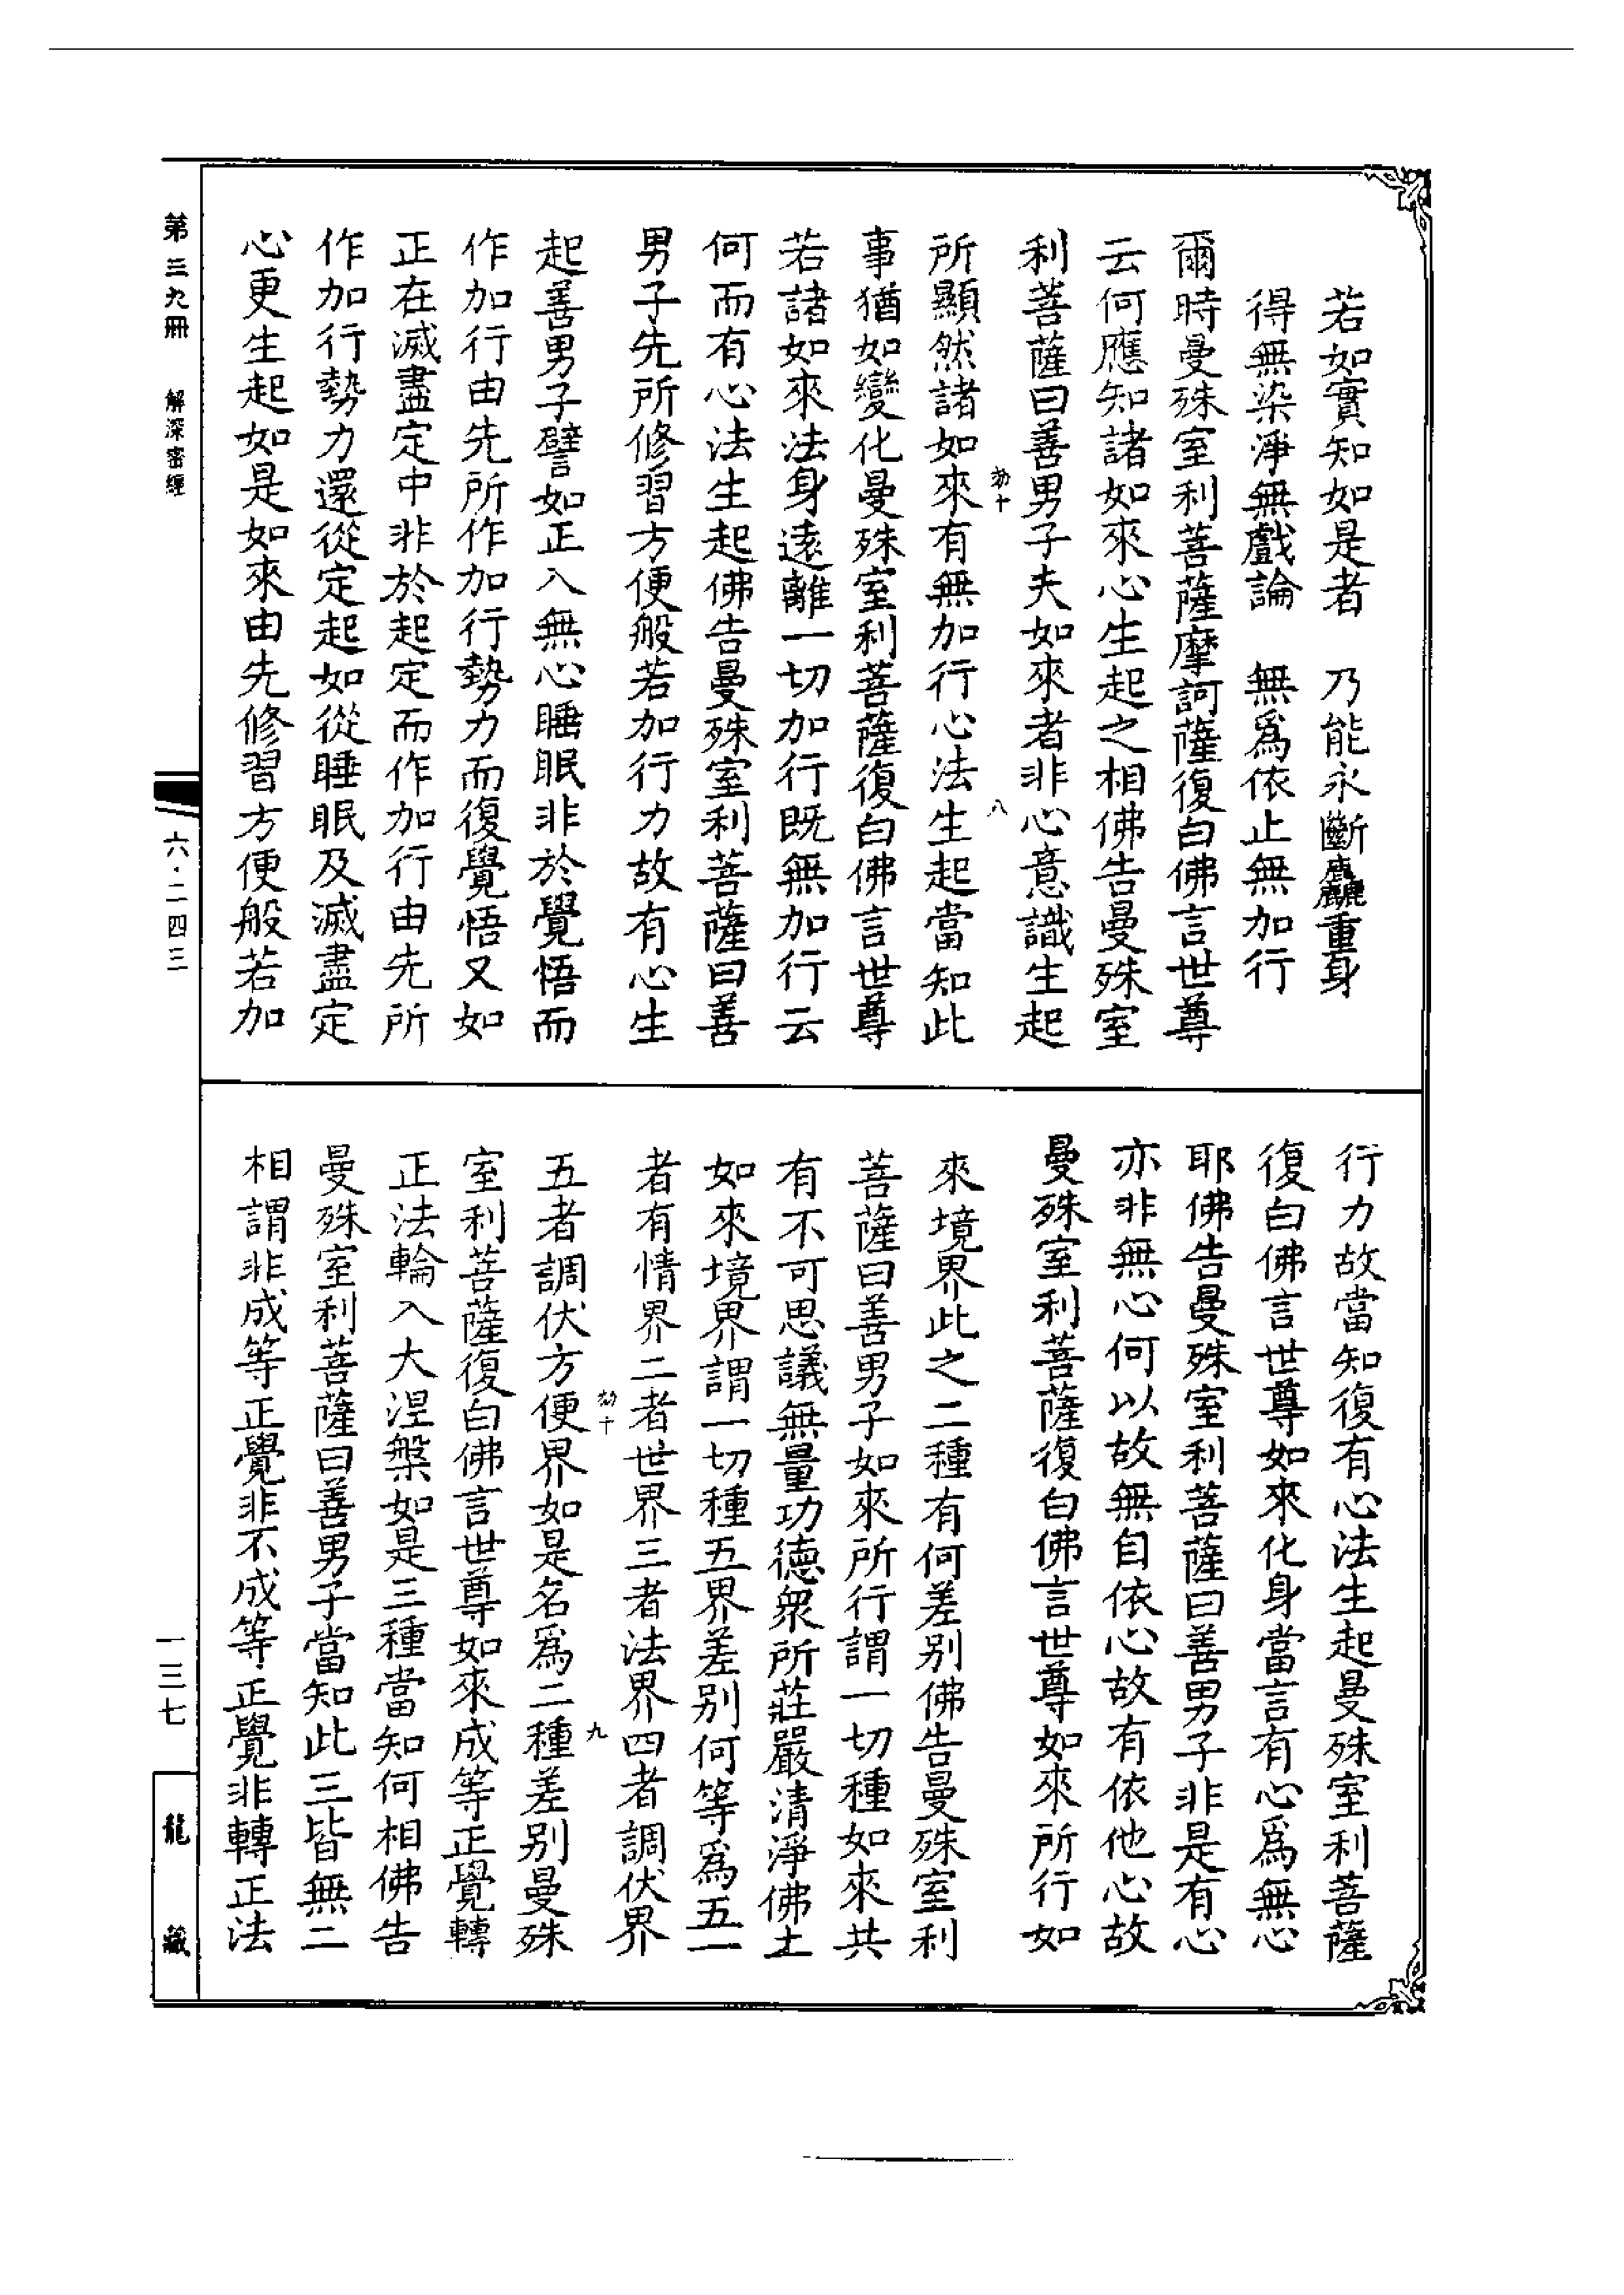 若如實知如是者　乃能永斷麤重身
得無染淨無戲論　無爲依止無加行
爾時曼殊室利菩薩摩訶薩復白佛言世尊
云何應知諸如來心生起之相佛告曼殊室
利菩薩曰善男子夫如來者非心意識生起
所顯然諸如來有無加行心法生起當知此
事猶如變化曼殊室利菩薩復白佛言世尊
若諸如來法身遠離一切加行既無加行云
何而有心法生起佛告曼殊室利菩薩曰善
男子先所修習方便般若加行力故有心生
起善男子譬如正入無心睡眠非於覺悟而
作加行由先所作加行勢力而復覺悟又如
正在滅盡定中非於起定而作加行由先所
作加行勢力還從定起如從睡眠及滅盡定
心更生起如是如來由先修習方便般若加
行力故當知復有心法生起曼殊室利菩薩
復白佛言世尊如來化身當言有心爲無心
耶佛告曼殊室利菩薩曰善男子非是有心
亦非無心何以故無自依心故有依他心故
曼殊室利菩薩復白佛言世尊如來所行如
來境界此之二種有何差别佛告曼殊室利
菩薩曰善男子如來所行謂一切種如來共
有不可思議無量功德衆所莊嚴清淨佛土
如來境界謂一切種五界差别何等爲五一
者有情界二者世界三者法界四者調伏界
五者調伏方便界如是名爲二種差别曼殊
室利菩薩復白佛言世尊如來成等正覺轉
正法輪入大涅槃如是三種當知何相佛告
曼殊室利菩薩曰善男子當知此三皆無二
相謂非成等正覺非不成等正覺非轉正法
八
九
第三九冊
解深密經
六·二四三
一三七
龍藏